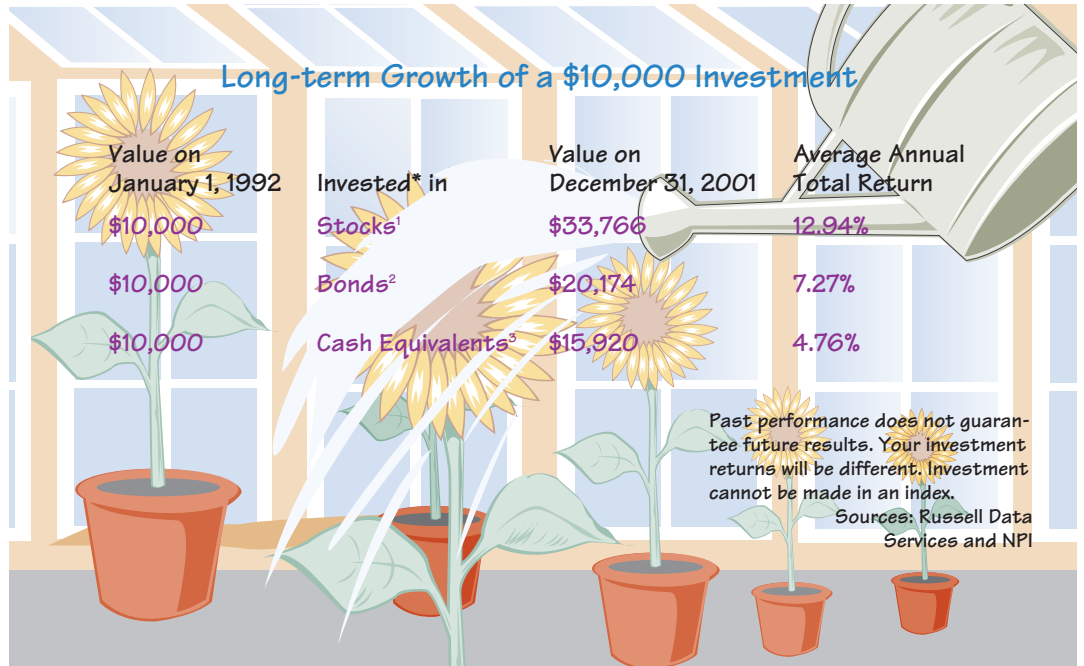 Long-term Growth of a $10,000 Investment
Value on January 1, 1992 Invested* in Value on December 31, 2001 Average Annual Total Return
$10,000 Stocks¹ $33,766 12.94%
$10,000 Bonds² $20,174 7.27%
$10,000 Cash Equivalents³ $15,920 4.76%
Past performance does not guaran-
tee future results. Your investment
returns will be different. Investment
cannot be made in an index.
Sources: Russell Data
Services and NPI